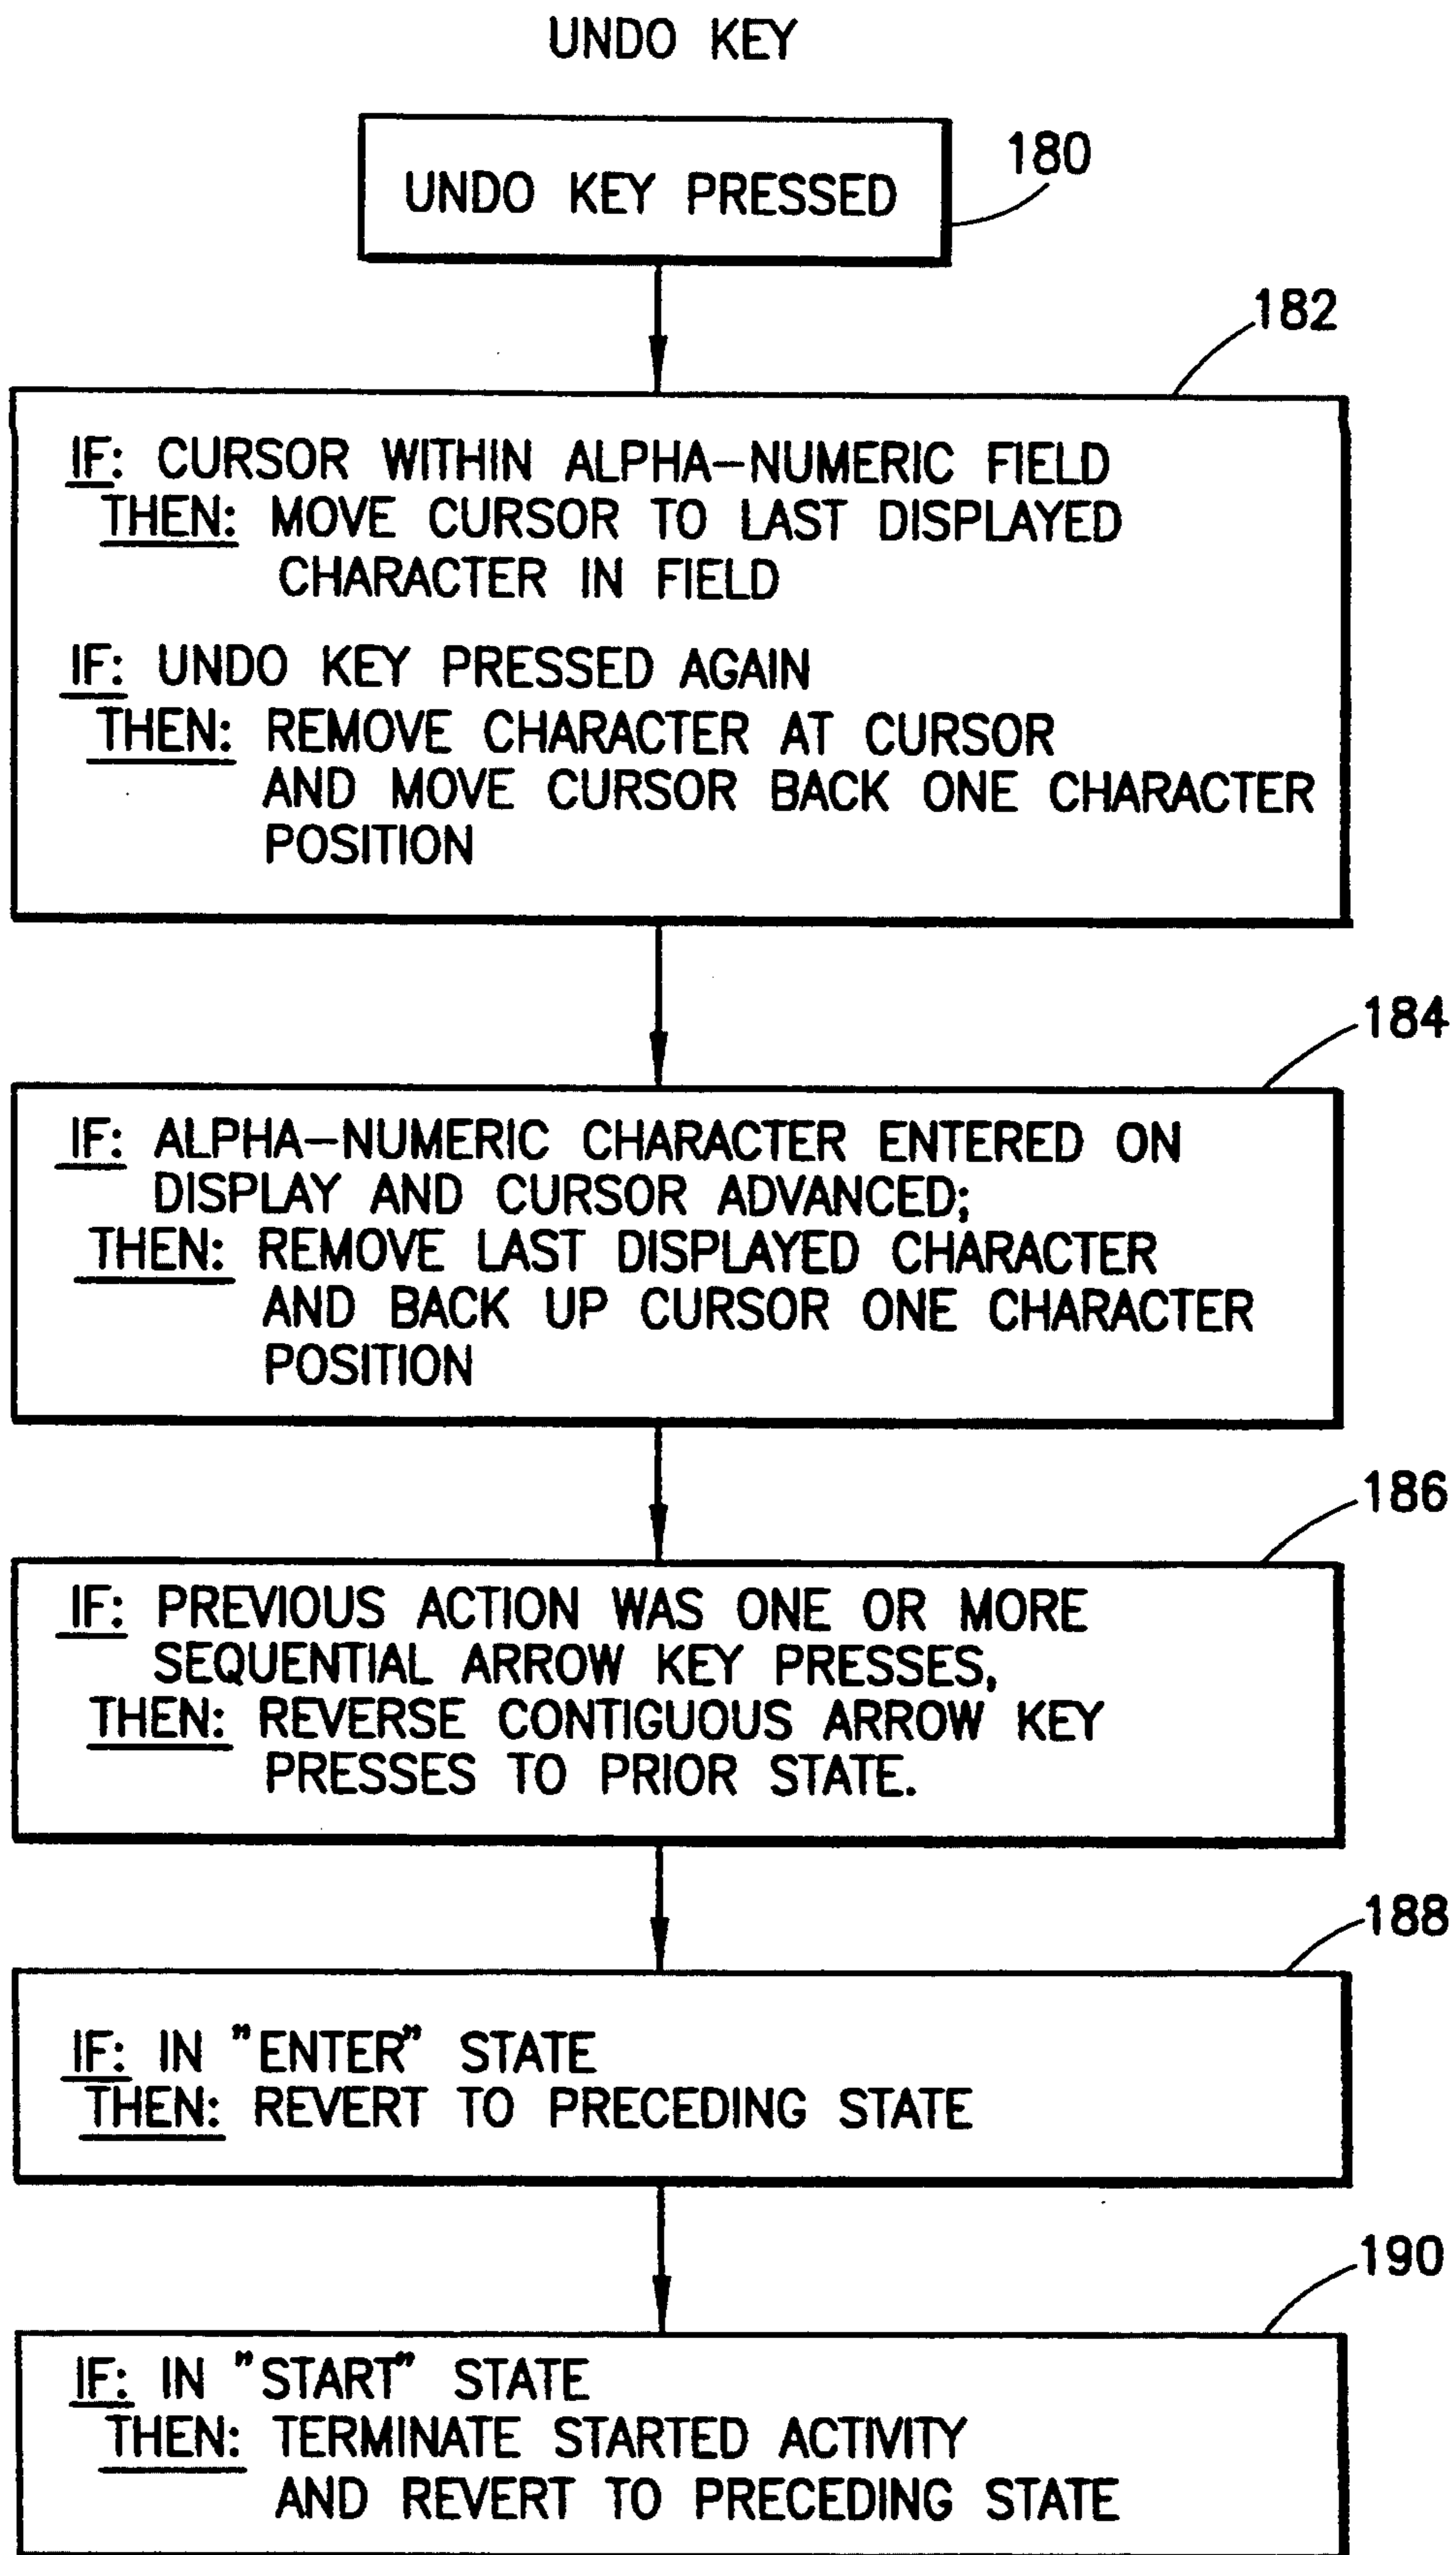 UNDO KEY
UNDO KEY PRESSED
180
182
IF: CURSOR WITHIN ALPHA-NUMERIC FIELD
THEN: MOVE CURSOR TO LAST DISPLAYED
CHARACTER IN FIELD
IF: UNDO KEY PRESSED AGAIN
THEN: REMOVE CHARACTER AT CURSOR
AND MOVE CURSOR BACK ONE CHARACTER
POSITION
184
IF: ALPHA-NUMERIC CHARACTER ENTERED ON
DISPLAY AND CURSOR ADVANCED;
THEN: REMOVE LAST DISPLAYED CHARACTER
AND BACK UP CURSOR ONE CHARACTER
POSITION
186
IF: PREVIOUS ACTION WAS ONE OR MORE
SEQUENTIAL ARROW KEY PRESSES,
THEN: REVERSE CONTIGUOUS ARROW KEY
PRESSES TO PRIOR STATE.
188
IF: IN "ENTER" STATE
THEN: REVERT TO PRECEDING STATE
190
IF: IN "START" STATE
THEN: TERMINATE STARTED ACTIVITY
AND REVERT TO PRECEDING STATE